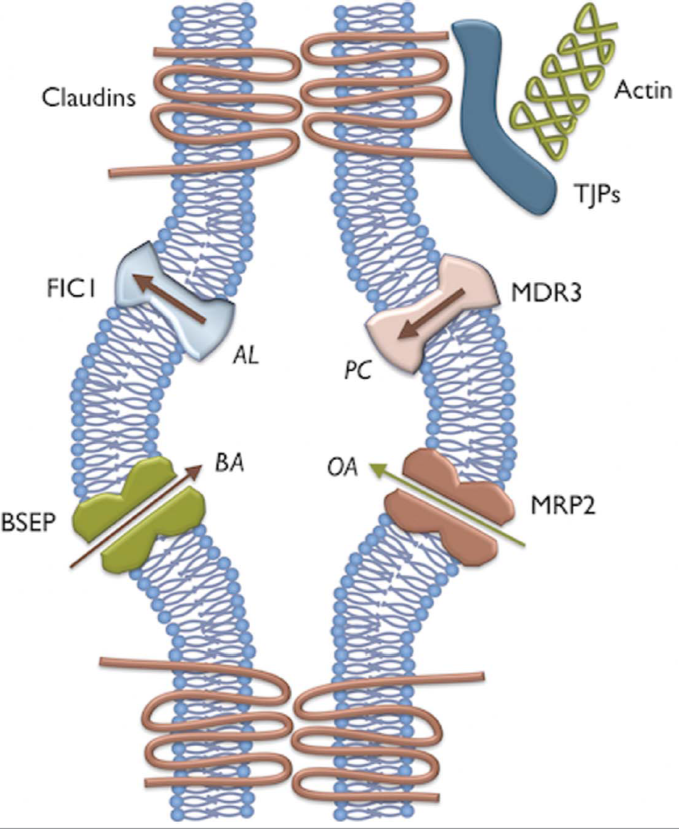 Claudins
Actin
TJPs
FIC1
MDR3
AL
PC
BA
OA
BSEP
MRP2